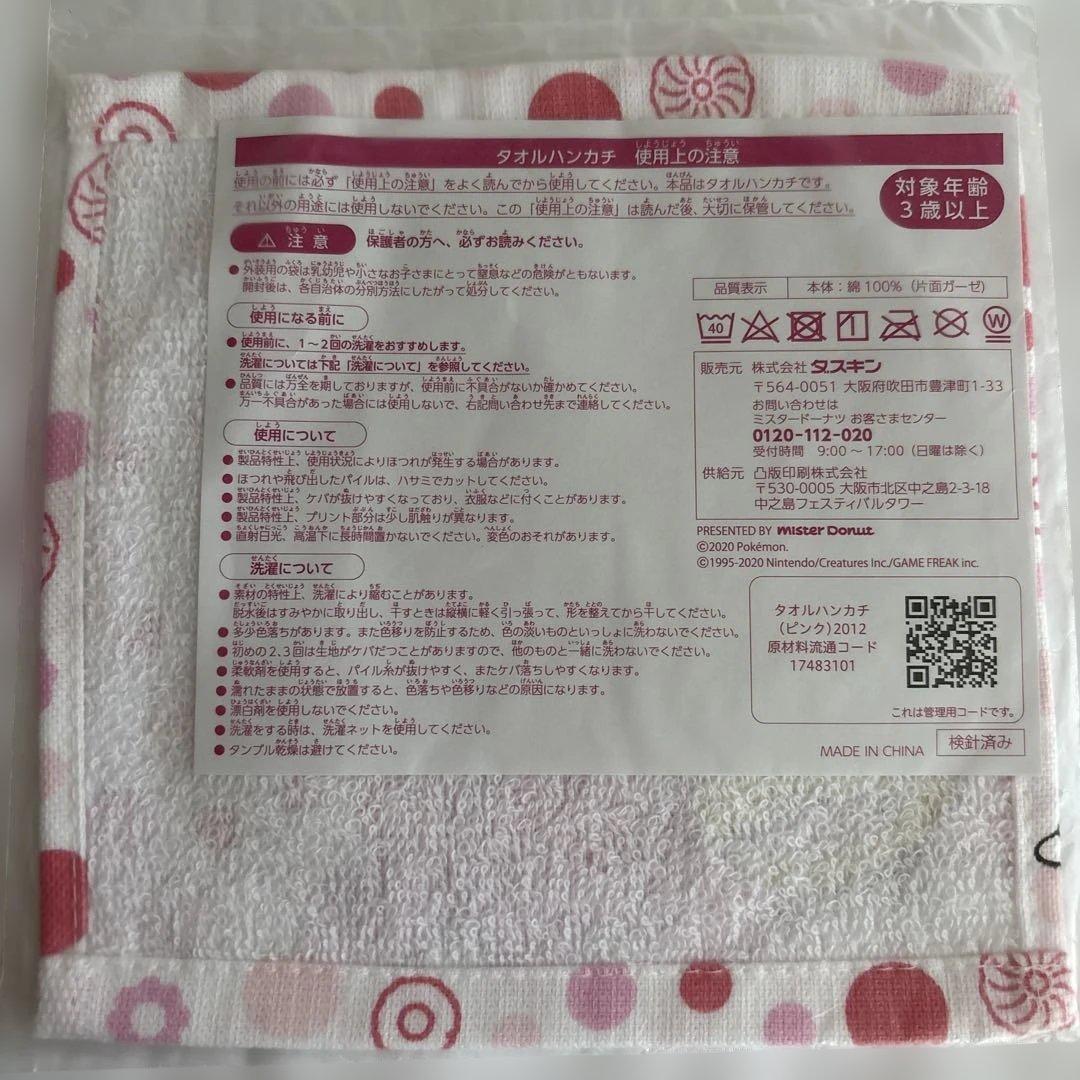 タオルハンカチ 使用上の注意
使用の前には必ず「使用上の注意」をよく読んでから使用してください。本品はタオルハンカチです。
それ以外の用途には使用しないでください。この「使用上の注意」は読んだ後、大切に保管してください。
対象年齢
3歳以上
⚠ 注意 保護者の方へ、必ずお読みください。
●外装用の袋は乳幼児や小さなお子さまにとって窒息などの危険がともないます。
開封後は、各自治体の分別方法にしたがって処分してください。
使用になる前に
●使用前に、1～2回の洗濯をおすすめします。
洗濯については下記「洗濯について」を参照してください。
●品質には万全を期しておりますが、使用前に不具合がないか確かめてください。
万一不具合があった場合には使用しないで、右記問い合わせ先まで連絡してください。
使用について
●製品特性上、使用状況によりほつれが発生する場合があります。
●ほつれや飛び出したパイルは、ハサミでカットしてください。
●製品特性上、ケバが抜けやすくなっており、衣服などに付くことがあります。
●製品特性上、プリント部分は少し肌触りが異なります。
●直射日光、高温下に長時間置かないでください。変色のおそれがあります。
洗濯について
●素材の特性上、洗濯により縮むことがあります。
脱水後はすみやかに取り出し、干すときは縦横に軽く引っ張って、形を整えてから干してください。
●多少色落ちがあります。また色移りを防止するため、色の淡いものといっしょに洗わないでください。
●初めの2、3回は生地がケバだつことがありますので、他のものと一緒に洗わないでください。
●柔軟剤を使用すると、パイル糸が抜けやすく、またケバ落ちしやすくなります。
●濡れたままの状態で放置すると、色落ちや色移りなどの原因になります。
●漂白剤を使用しないでください。
●洗濯をする時は、洗濯ネットを使用してください。
●タンブル乾燥は避けてください。
品質表示 本体：綿100%（片面ガーゼ）
40 W
販売元 株式会社ダスキン
〒564-0051 大阪府吹田市豊津町1-33
お問い合わせは
ミスタードーナツ お客さまセンター
0120-112-020
受付時間 9:00～17:00（日曜は除く）
供給元 凸版印刷株式会社
〒530-0005 大阪市北区中之島2-3-18
中之島フェスティバルタワー
PRESENTED BY mister Donut
©2020 Pokémon.
©1995-2020 Nintendo/Creatures Inc./GAME FREAK inc.
タオルハンカチ
（ピンク）2012
原材料流通コード
17483101
これは管理用コードです。
MADE IN CHINA 検針済み